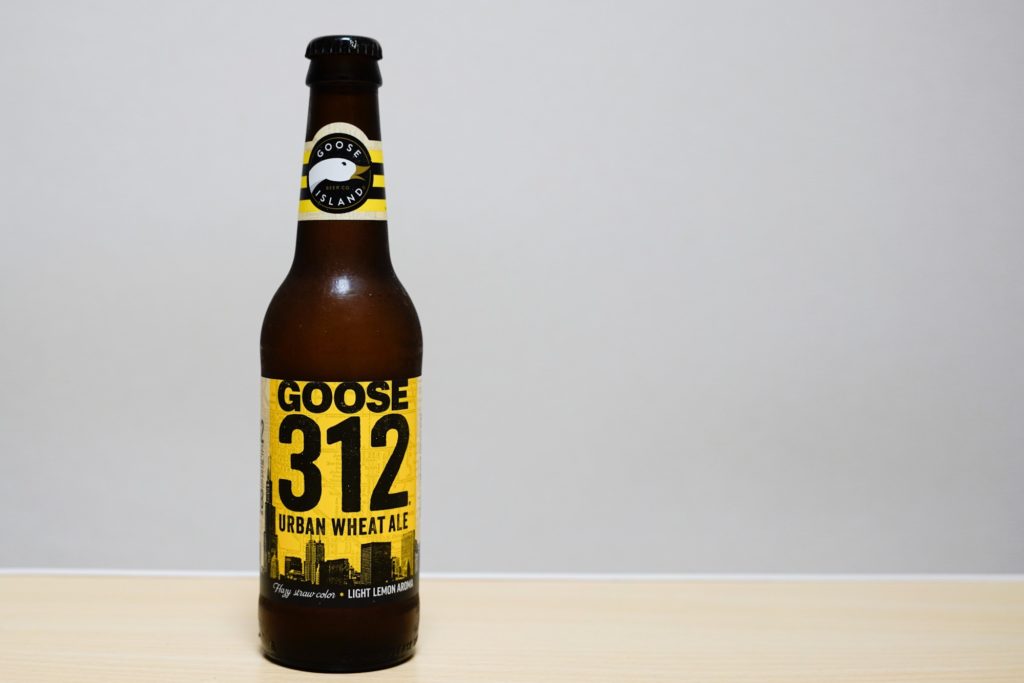 GOOSE
BEER CO.
ISLAND
GOOSE
312
URBAN WHEAT ALE
Hazy straw color • LIGHT LEMON AROMA